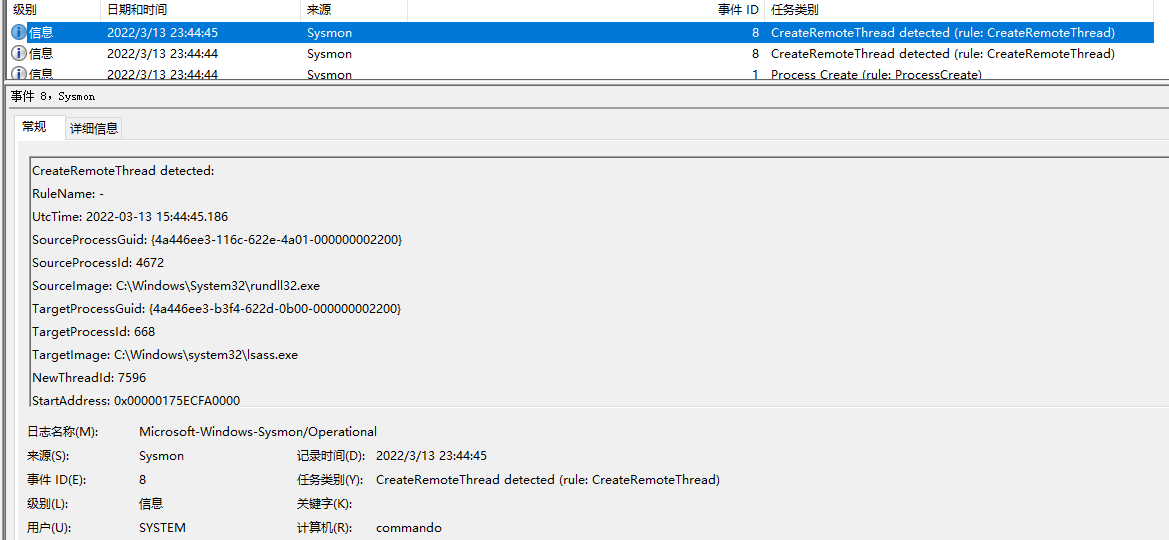 级别 日期和时间 来源 事件 ID 任务类别
信息 2022/3/13 23:44:45 Sysmon 8 CreateRemoteThread detected (rule: CreateRemoteThread)
信息 2022/3/13 23:44:44 Sysmon 8 CreateRemoteThread detected (rule: CreateRemoteThread)
信息 2022/3/13 23:44:44 Sysmon 1 Process Create (rule: ProcessCreate)
事件 8，Sysmon
常规 详细信息
CreateRemoteThread detected:
RuleName: -
UtcTime: 2022-03-13 15:44:45.186
SourceProcessGuid: {4a446ee3-116c-622e-4a01-000000002200}
SourceProcessId: 4672
SourceImage: C:\Windows\System32\rundll32.exe
TargetProcessGuid: {4a446ee3-b3f4-622d-0b00-000000002200}
TargetProcessId: 668
TargetImage: C:\Windows\system32\lsass.exe
NewThreadId: 7596
StartAddress: 0x00000175ECFA0000
日志名称(M): Microsoft-Windows-Sysmon/Operational
来源(S): Sysmon 记录时间(D): 2022/3/13 23:44:45
事件 ID(E): 8 任务类别(Y): CreateRemoteThread detected (rule: CreateRemoteThread)
级别(L): 信息 关键字(K):
用户(U): SYSTEM 计算机(R): commando